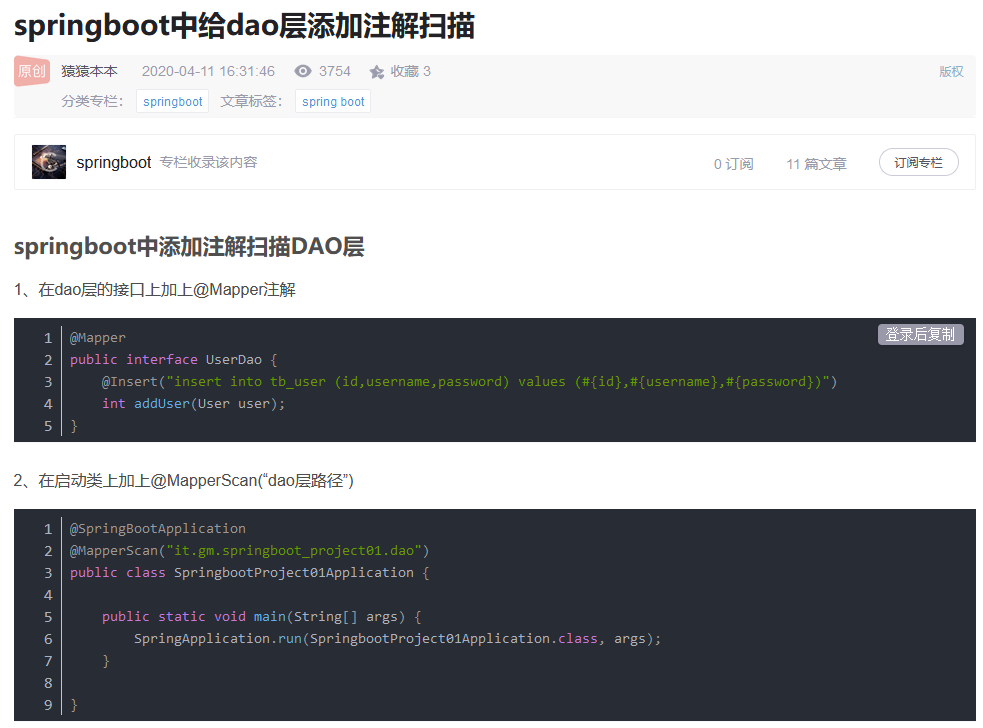 springboot中给dao层添加注解扫描
原创 猿猿本本 2020-04-11 16:31:46 3754 收藏 3 版权
分类专栏： springboot 文章标签： spring boot
springboot 专栏收录该内容 0 订阅 11 篇文章 订阅专栏
springboot中添加注解扫描DAO层
1、在dao层的接口上加上@Mapper注解
登录后复制
1 @Mapper
2 public interface UserDao {
3     @Insert("insert into tb_user (id,username,password) values (#{id},#{username},#{password})")
4     int addUser(User user);
5 }
2、在启动类上加上@MapperScan(“dao层路径”)
1 @SpringBootApplication
2 @MapperScan("it.gm.springboot_project01.dao")
3 public class SpringbootProject01Application {
4
5     public static void main(String[] args) {
6         SpringApplication.run(SpringbootProject01Application.class, args);
7     }
8
9 }